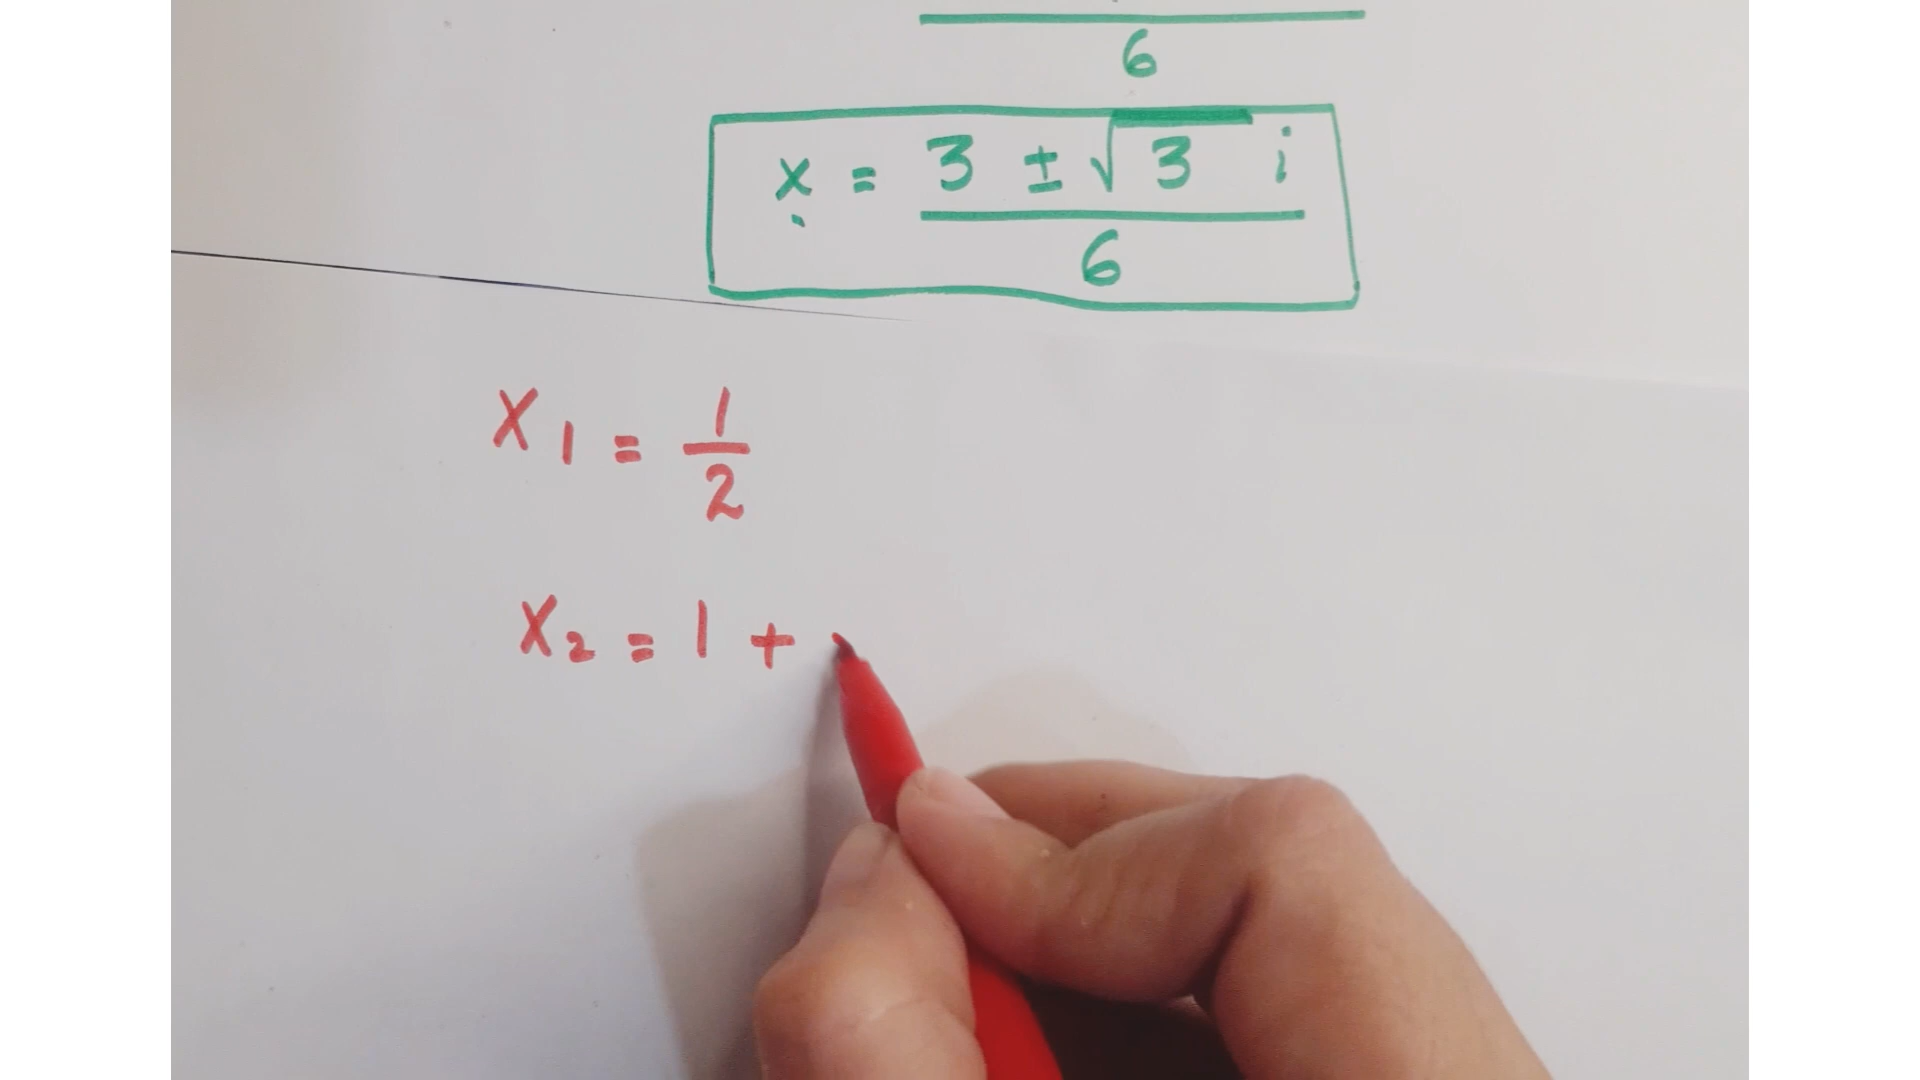 6
x = 3 ± √3 i
6
X1 = 1
2
X2 = 1 +